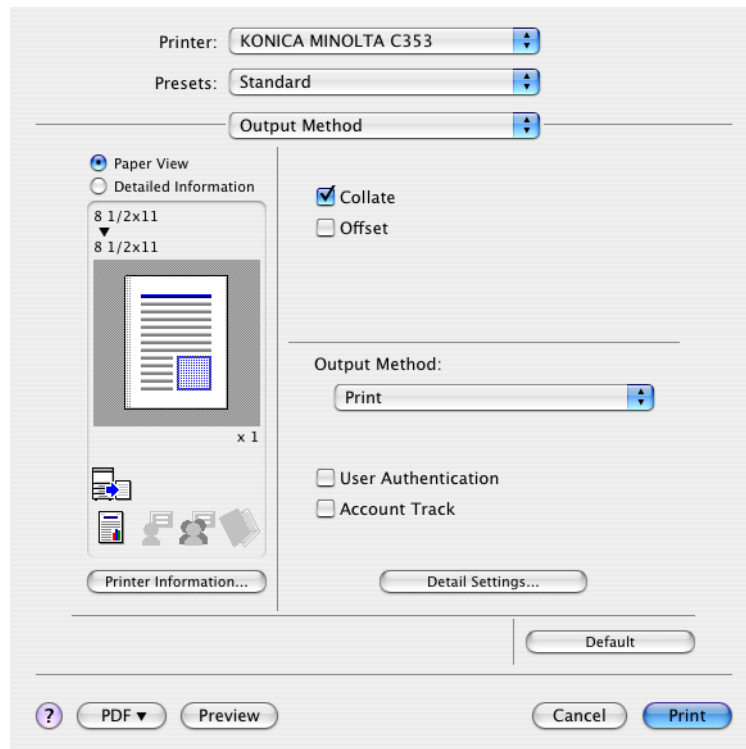 Printer: KONICA MINOLTA C353
Presets: Standard
Output Method
Paper View
Detailed Information
8 1/2x11
▼
8 1/2x11
x 1
Printer Information...
Collate
Offset
Output Method:
Print
User Authentication
Account Track
Detail Settings...
Default
? PDF▼ Preview Cancel Print